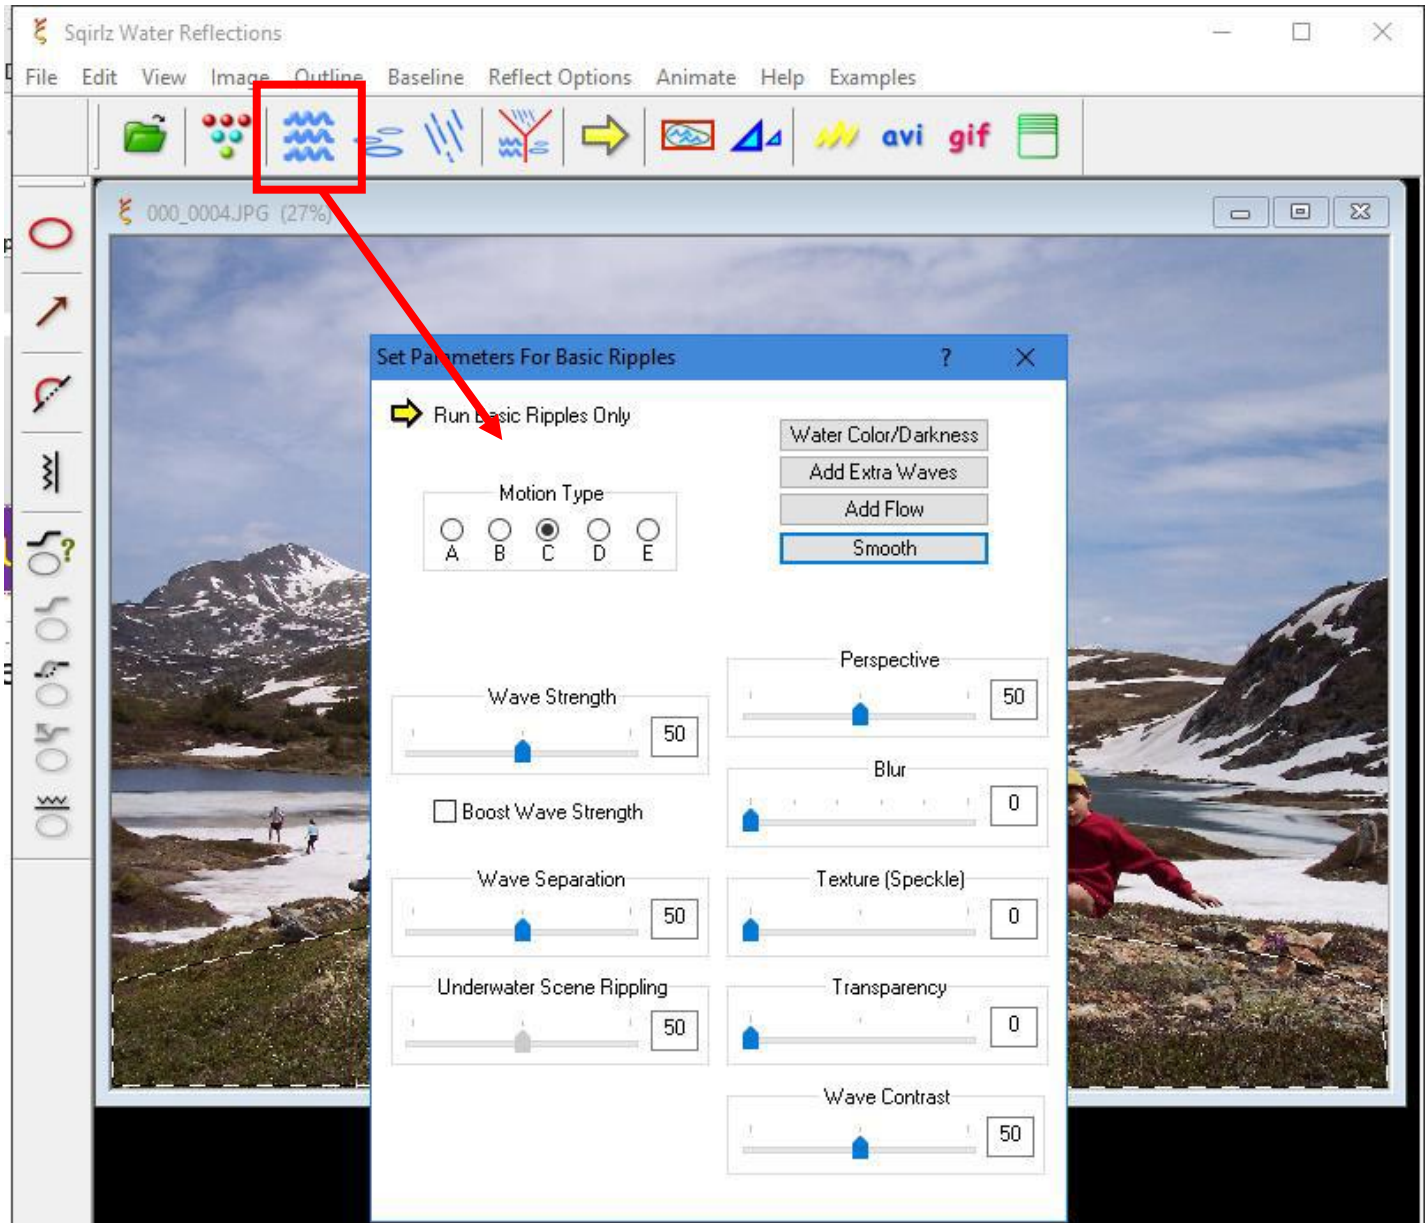 Sqirlz Water Reflections
File Edit View Image Outline Baseline Reflect Options Animate Help Examples
avi gif
000_0004.JPG (27%)
?
Set Parameters For Basic Ripples ?
Run Basic Ripples Only
Water Color/Darkness
Add Extra Waves
Motion Type
Add Flow
A B C D E
Smooth
Perspective
50
Wave Strength
50
Blur
0
Boost Wave Strength
Wave Separation
50
Texture (Speckle)
0
Underwater Scene Rippling
50
Transparency
0
Wave Contrast
50